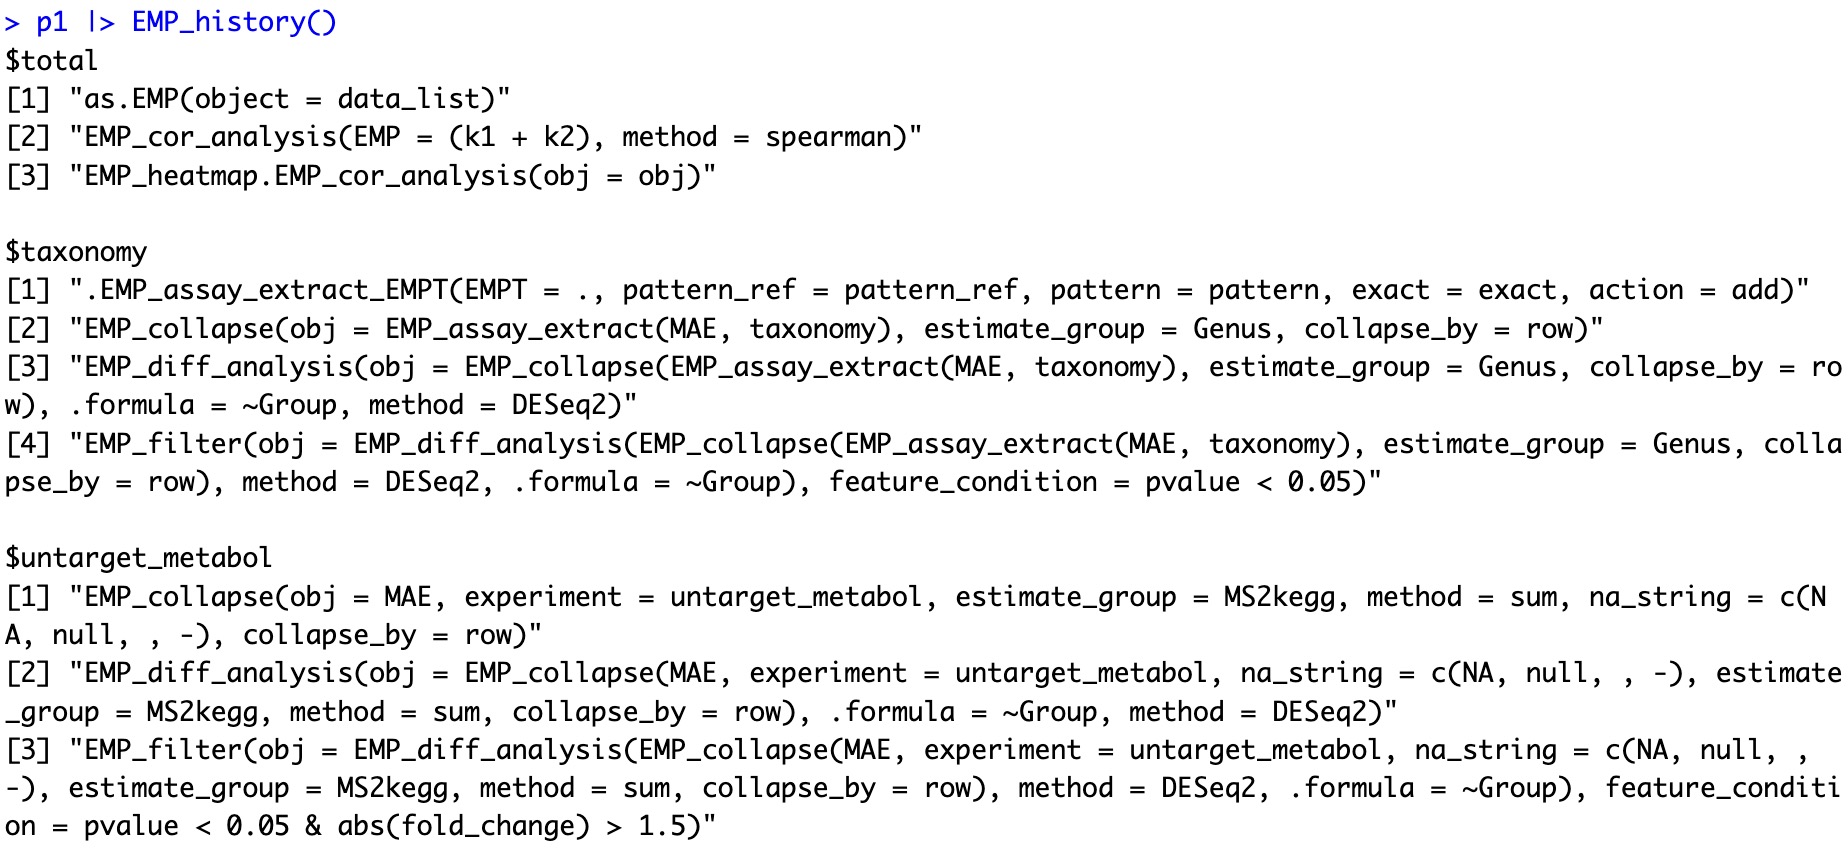 > p1 |> EMP_history()
$total
[1] "as.EMP(object = data_list)"
[2] "EMP_cor_analysis(EMP = (k1 + k2), method = spearman)"
[3] "EMP_heatmap.EMP_cor_analysis(obj = obj)"
$taxonomy
[1] ".EMP_assay_extract_EMPT(EMPT = ., pattern_ref = pattern_ref, pattern = pattern, exact = exact, action = add)"
[2] "EMP_collapse(obj = EMP_assay_extract(MAE, taxonomy), estimate_group = Genus, collapse_by = row)"
[3] "EMP_diff_analysis(obj = EMP_collapse(EMP_assay_extract(MAE, taxonomy), estimate_group = Genus, collapse_by = ro
w), .formula = ~Group, method = DESeq2)"
[4] "EMP_filter(obj = EMP_diff_analysis(EMP_collapse(EMP_assay_extract(MAE, taxonomy), estimate_group = Genus, colla
pse_by = row), method = DESeq2, .formula = ~Group), feature_condition = pvalue < 0.05)"
$untarget_metabol
[1] "EMP_collapse(obj = MAE, experiment = untarget_metabol, estimate_group = MS2kegg, method = sum, na_string = c(N
A, null, , -), collapse_by = row)"
[2] "EMP_diff_analysis(obj = EMP_collapse(MAE, experiment = untarget_metabol, na_string = c(NA, null, , -), estimate
_group = MS2kegg, method = sum, collapse_by = row), .formula = ~Group, method = DESeq2)"
[3] "EMP_filter(obj = EMP_diff_analysis(EMP_collapse(MAE, experiment = untarget_metabol, na_string = c(NA, null, ,
-), estimate_group = MS2kegg, method = sum, collapse_by = row), method = DESeq2, .formula = ~Group), feature_conditi
on = pvalue < 0.05 & abs(fold_change) > 1.5)"